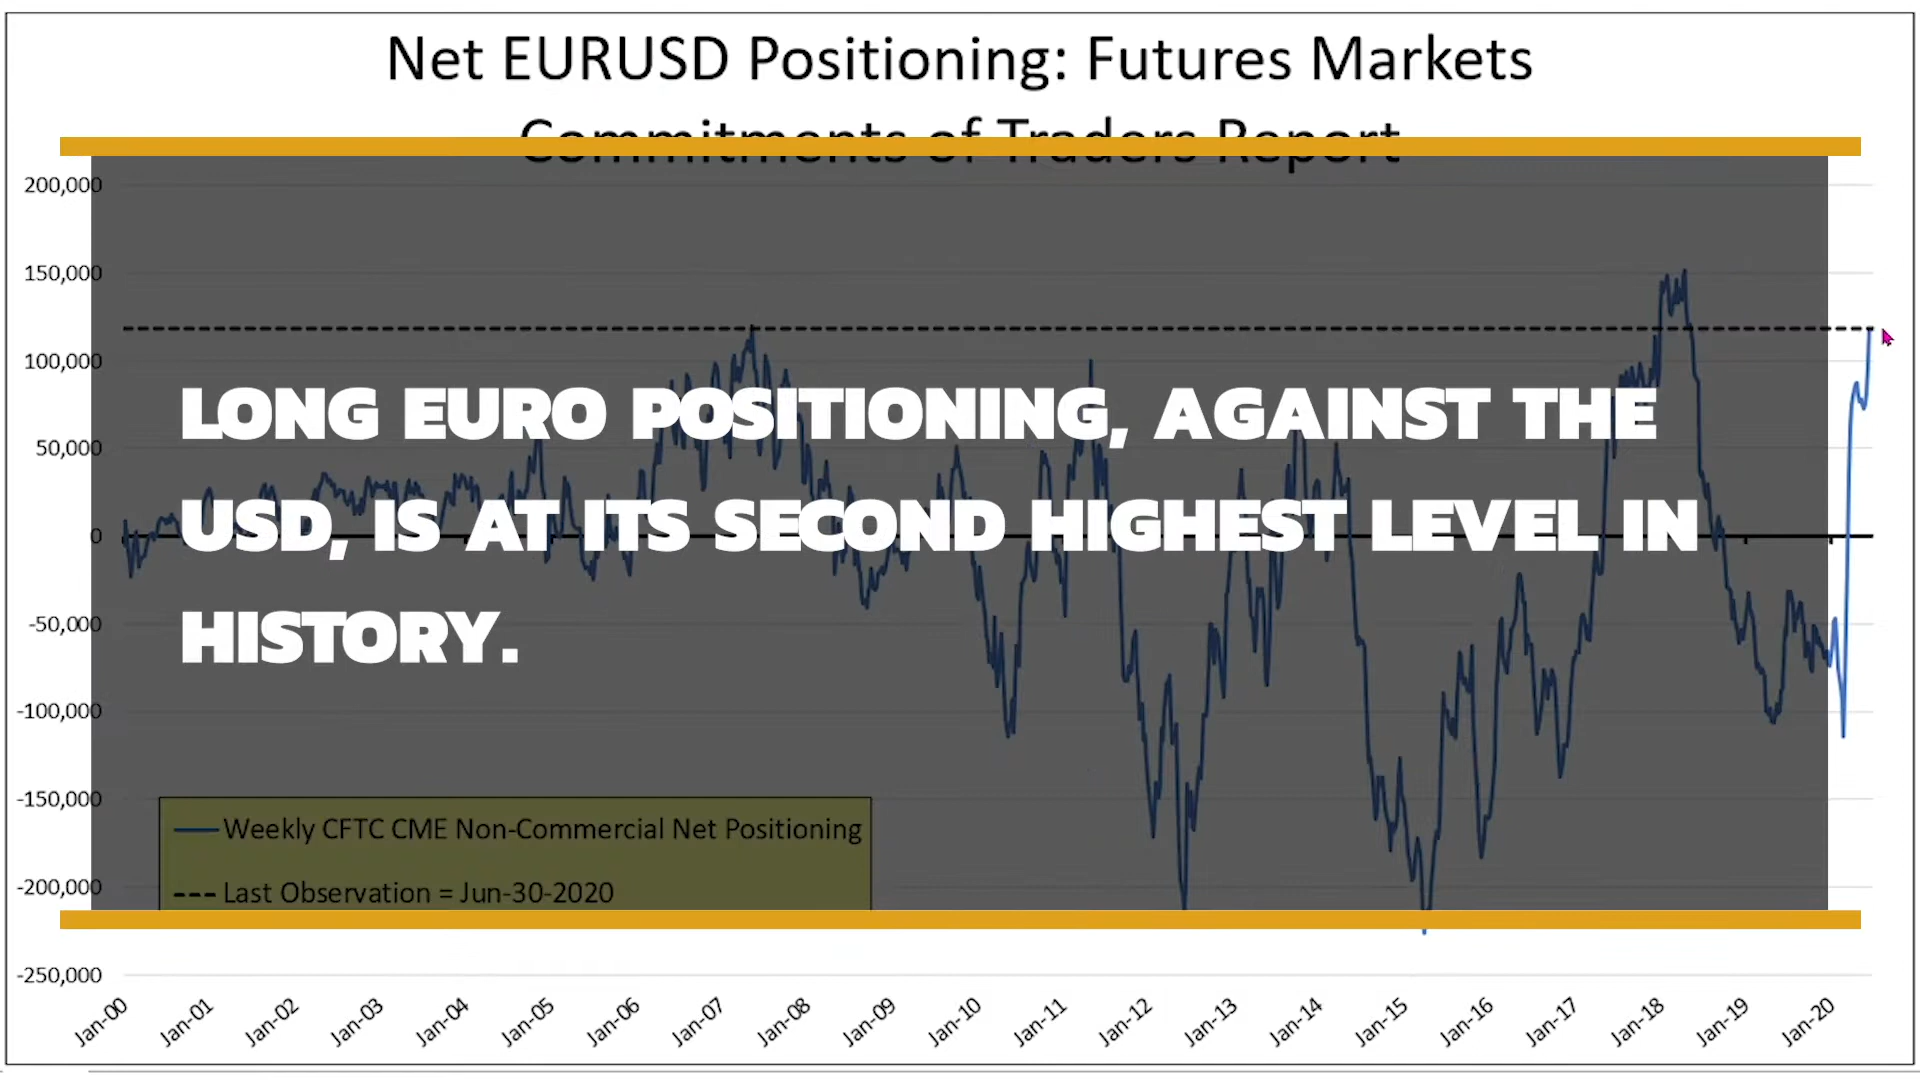 Net EURUSD Positioning: Futures Markets
Commitments of Traders Report
200,000
150,000
100,000
50,000
0
-50,000
-100,000
-150,000
-200,000
-250,000
LONG EURO POSITIONING, AGAINST THE
USD, IS AT ITS SECOND HIGHEST LEVEL IN
HISTORY.
Weekly CFTC CME Non-Commercial Net Positioning
Last Observation = Jun-30-2020
Jan-00
Jan-01
Jan-02
Jan-03
Jan-04
Jan-05
Jan-06
Jan-07
Jan-08
Jan-09
Jan-10
Jan-11
Jan-12
Jan-13
Jan-14
Jan-15
Jan-16
Jan-17
Jan-18
Jan-19
Jan-20